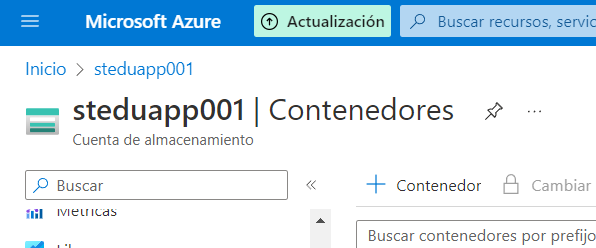 Microsoft Azure
Actualización
Buscar recursos, servic
Inicio > steduapp001
steduapp001 | Contenedores
Cuenta de almacenamiento
Buscar
+ Contenedor
Cambiar
Métricas
Buscar contenedores por prefijo